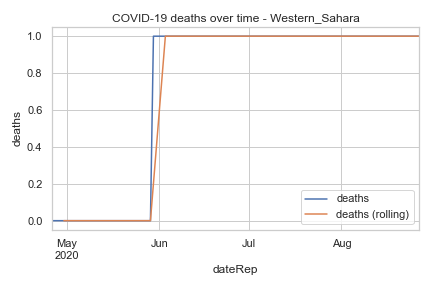 COVID-19 deaths over time - Western_Sahara
deaths
1.0
0.8
0.6
0.4
0.2
0.0
May
2020
Jun
Jul
Aug
dateRep
deaths
deaths (rolling)